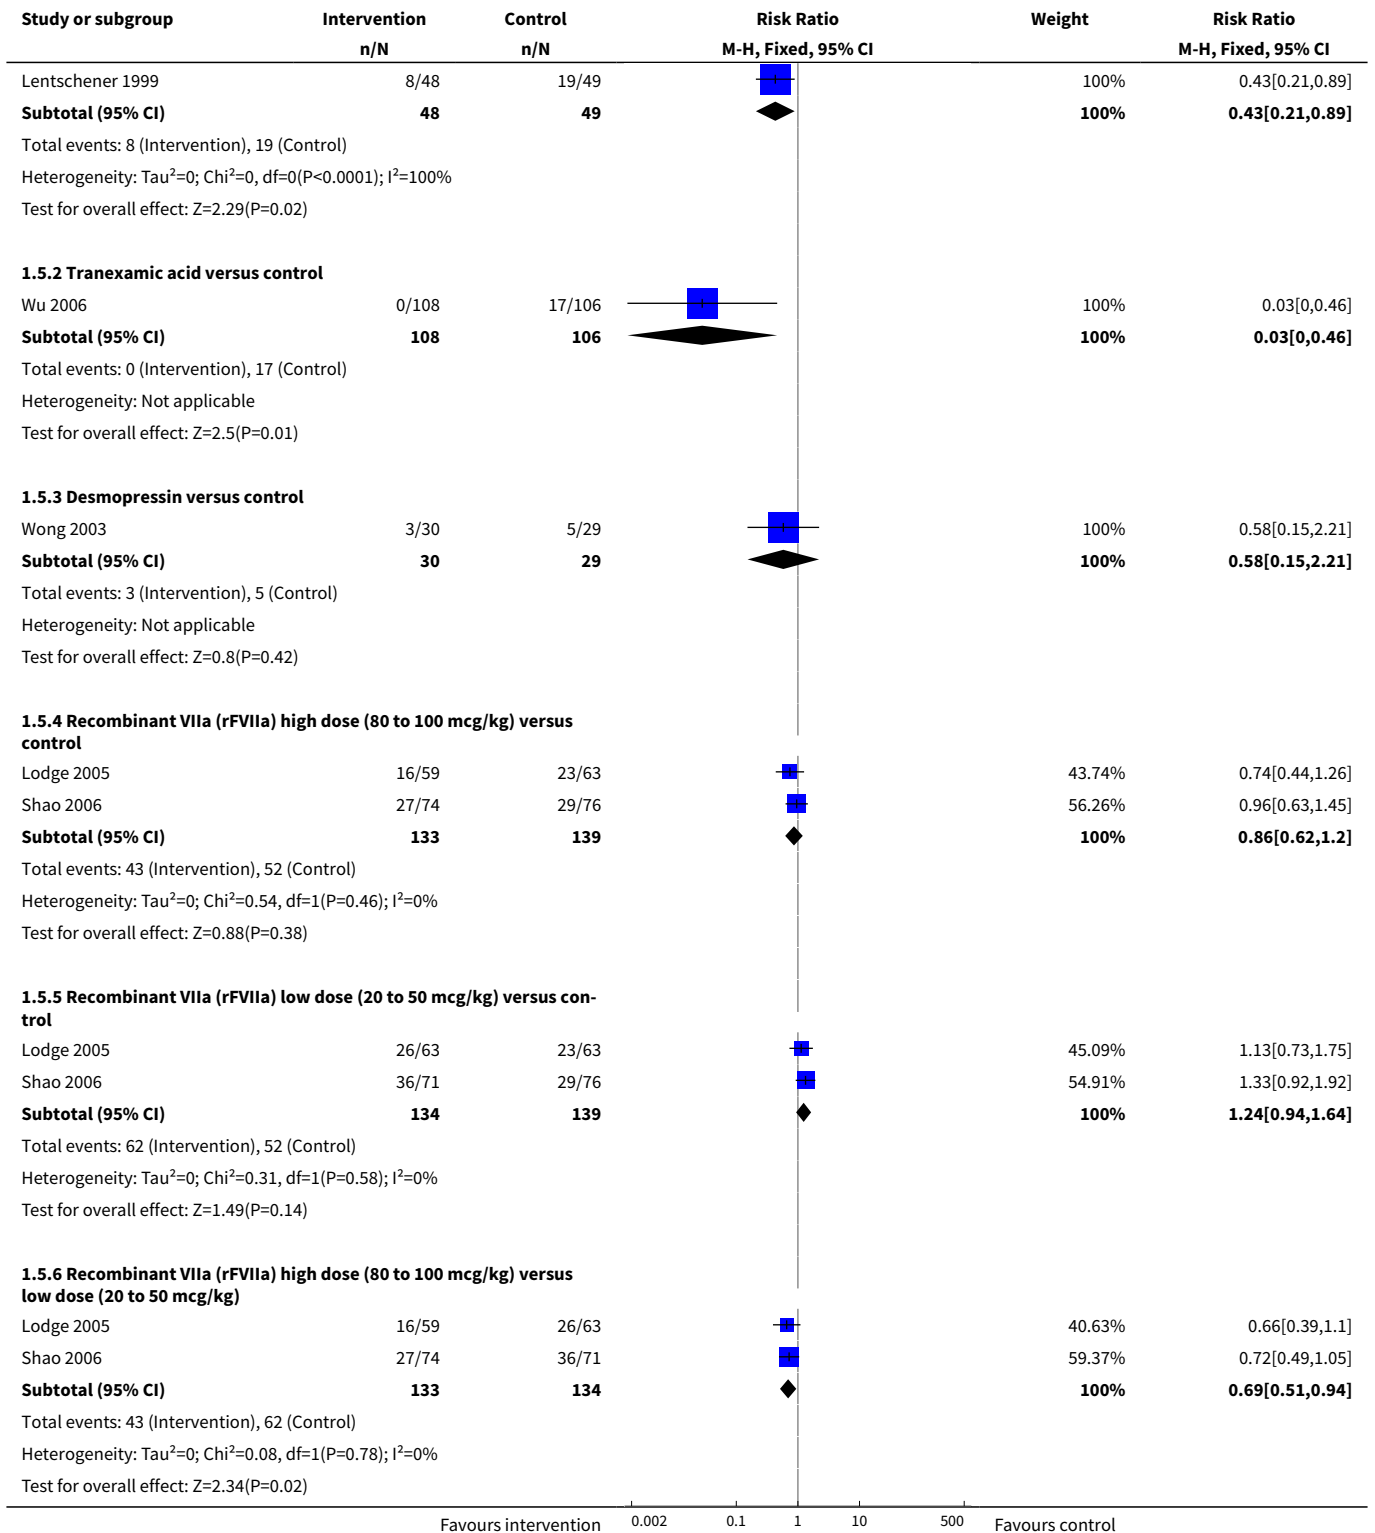 Study or subgroup Intervention Control Risk Ratio Weight Risk Ratio
n/N n/N M-H, Fixed, 95% CI M-H, Fixed, 95% CI
Lentschener 1999 8/48 19/49 100% 0.43[0.21,0.89]
Subtotal (95% CI) 48 49 100% 0.43[0.21,0.89]
Total events: 8 (Intervention), 19 (Control)
Heterogeneity: Tau²=0; Chi²=0, df=0(P<0.0001); I²=100%
Test for overall effect: Z=2.29(P=0.02)
1.5.2 Tranexamic acid versus control
Wu 2006 0/108 17/106 100% 0.03[0,0.46]
Subtotal (95% CI) 108 106 100% 0.03[0,0.46]
Total events: 0 (Intervention), 17 (Control)
Heterogeneity: Not applicable
Test for overall effect: Z=2.5(P=0.01)
1.5.3 Desmopressin versus control
Wong 2003 3/30 5/29 100% 0.58[0.15,2.21]
Subtotal (95% CI) 30 29 100% 0.58[0.15,2.21]
Total events: 3 (Intervention), 5 (Control)
Heterogeneity: Not applicable
Test for overall effect: Z=0.8(P=0.42)
1.5.4 Recombinant VIIa (rFVIIa) high dose (80 to 100 mcg/kg) versus
control
Lodge 2005 16/59 23/63 43.74% 0.74[0.44,1.26]
Shao 2006 27/74 29/76 56.26% 0.96[0.63,1.45]
Subtotal (95% CI) 133 139 100% 0.86[0.62,1.2]
Total events: 43 (Intervention), 52 (Control)
Heterogeneity: Tau²=0; Chi²=0.54, df=1(P=0.46); I²=0%
Test for overall effect: Z=0.88(P=0.38)
1.5.5 Recombinant VIIa (rFVIIa) low dose (20 to 50 mcg/kg) versus con-
trol
Lodge 2005 26/63 23/63 45.09% 1.13[0.73,1.75]
Shao 2006 36/71 29/76 54.91% 1.33[0.92,1.92]
Subtotal (95% CI) 134 139 100% 1.24[0.94,1.64]
Total events: 62 (Intervention), 52 (Control)
Heterogeneity: Tau²=0; Chi²=0.31, df=1(P=0.58); I²=0%
Test for overall effect: Z=1.49(P=0.14)
1.5.6 Recombinant VIIa (rFVIIa) high dose (80 to 100 mcg/kg) versus
low dose (20 to 50 mcg/kg)
Lodge 2005 16/59 26/63 40.63% 0.66[0.39,1.1]
Shao 2006 27/74 36/71 59.37% 0.72[0.49,1.05]
Subtotal (95% CI) 133 134 100% 0.69[0.51,0.94]
Total events: 43 (Intervention), 62 (Control)
Heterogeneity: Tau²=0; Chi²=0.08, df=1(P=0.78); I²=0%
Test for overall effect: Z=2.34(P=0.02)
Favours intervention 0.002 0.1 1 10 500 Favours control